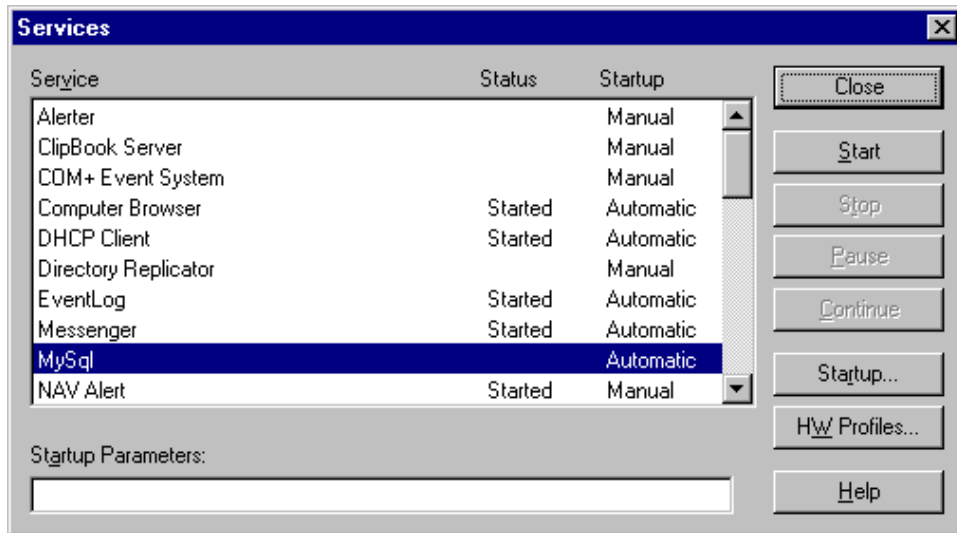 Services
Service Status Startup
Alerter Manual
ClipBook Server Manual
COM+ Event System Manual
Computer Browser Started Automatic
DHCP Client Started Automatic
Directory Replicator Manual
EventLog Started Automatic
Messenger Started Automatic
MySql Automatic
NAV Alert Started Manual
Close
Start
Stop
Pause
Continue
Startup...
HW Profiles...
Help
Startup Parameters: